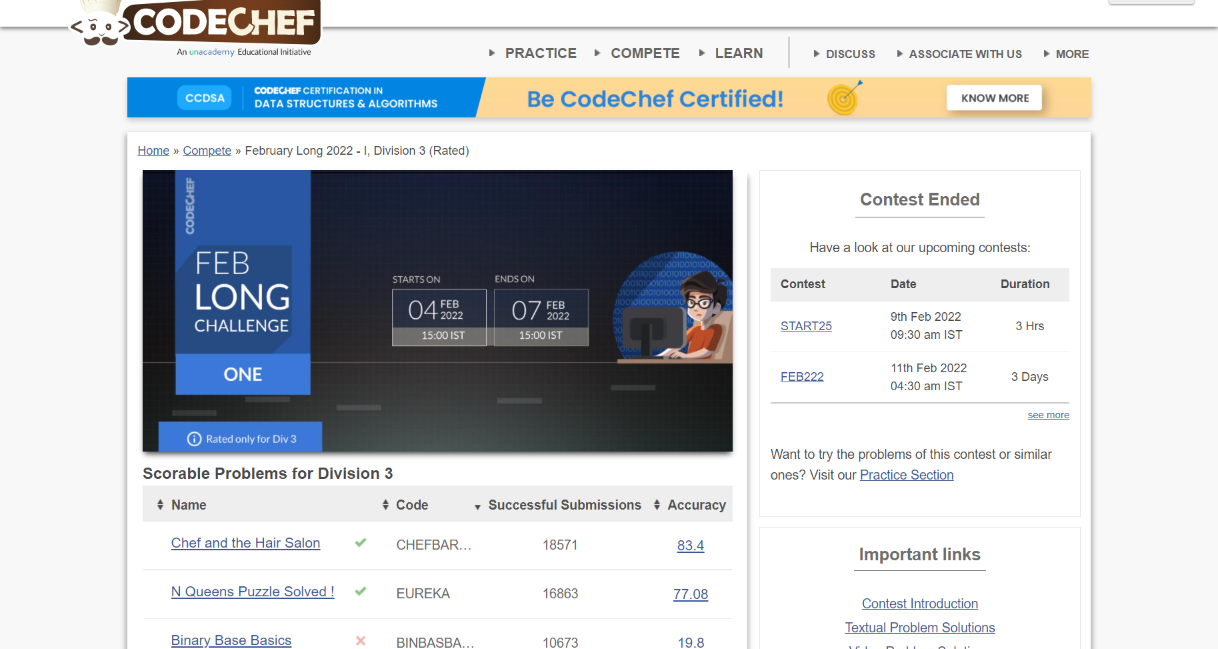 CODECHEF
An unacademy Educational Initiative
PRACTICE COMPETE LEARN DISCUSS ASSOCIATE WITH US MORE
CCDSA
CODECHEF CERTIFICATION IN
DATA STRUCTURES & ALGORITHMS
Be CodeChef Certified!
KNOW MORE
Home » Compete » February Long 2022 - I, Division 3 (Rated)
CODECHEF
FEB
LONG
CHALLENGE
ONE
STARTS ON
04 FEB 2022
15:00 IST
ENDS ON
07 FEB 2022
15:00 IST
Rated only for Div 3
Scorable Problems for Division 3
Name Code Successful Submissions Accuracy
Chef and the Hair Salon CHEFBAR... 18571 83.4
N Queens Puzzle Solved ! EUREKA 16863 77.08
Binary Base Basics BINBASBA... 10673 19.8
Contest Ended
Have a look at our upcoming contests:
Contest Date Duration
START25 9th Feb 2022 09:30 am IST 3 Hrs
FEB222 11th Feb 2022 04:30 am IST 3 Days
see more
Want to try the problems of this contest or similar
ones? Visit our Practice Section
Important links
Contest Introduction
Textual Problem Solutions